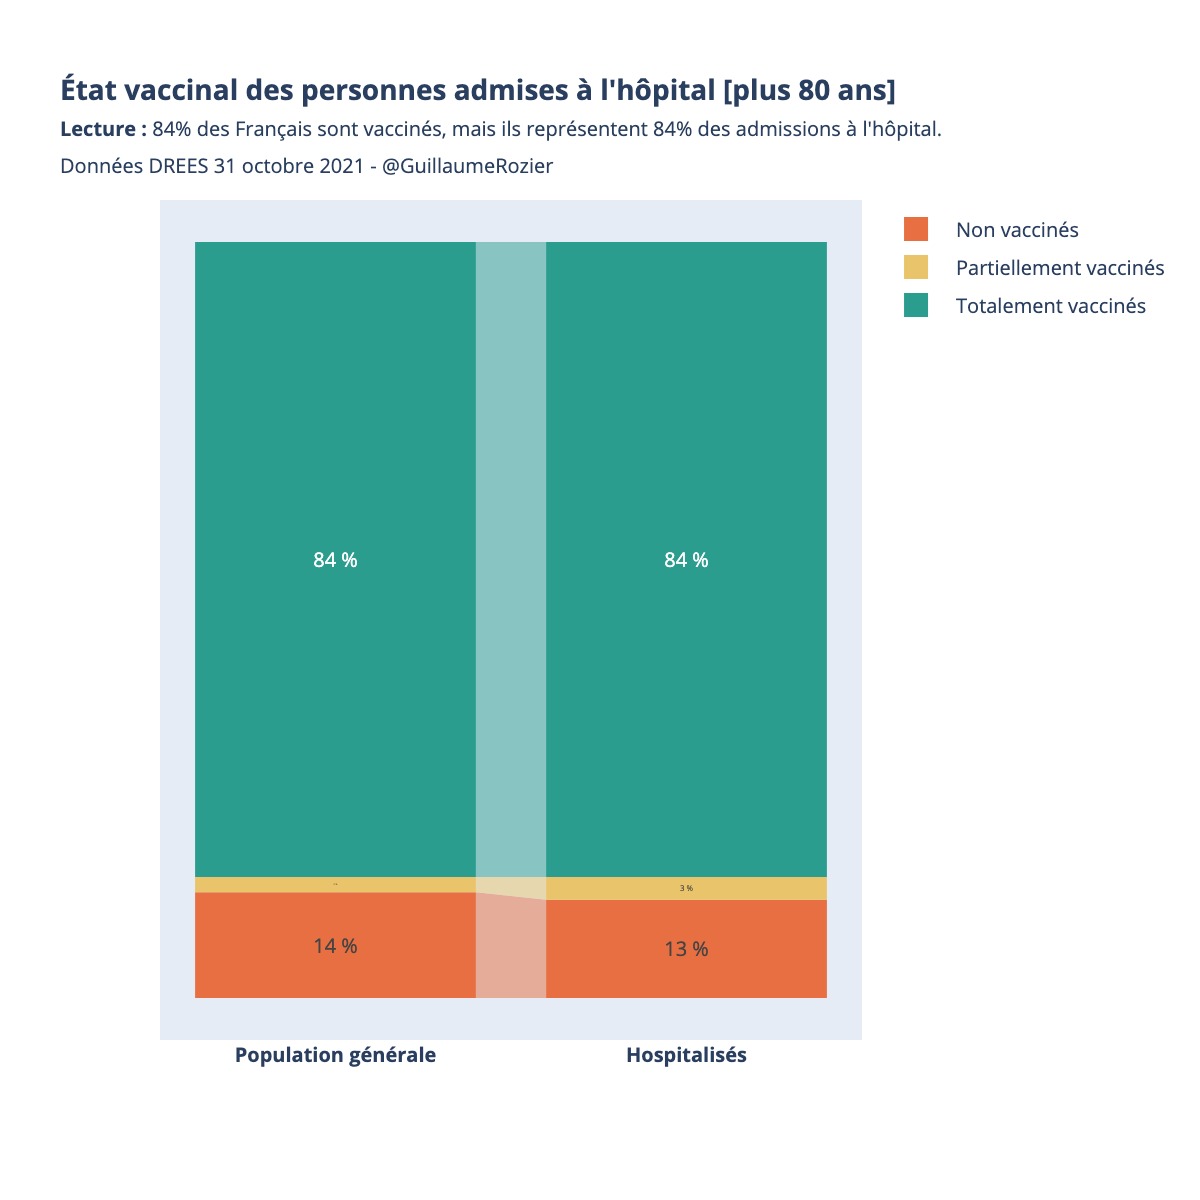 État vaccinal des personnes admises à l'hôpital [plus 80 ans]
Lecture : 84% des Français sont vaccinés, mais ils représentent 84% des admissions à l'hôpital.
Données DREES 31 octobre 2021 - @GuillaumeRozier
Non vaccinés
Partiellement vaccinés
Totalement vaccinés
84 %
84 %
3 %
14 %
13 %
Population générale
Hospitalisés